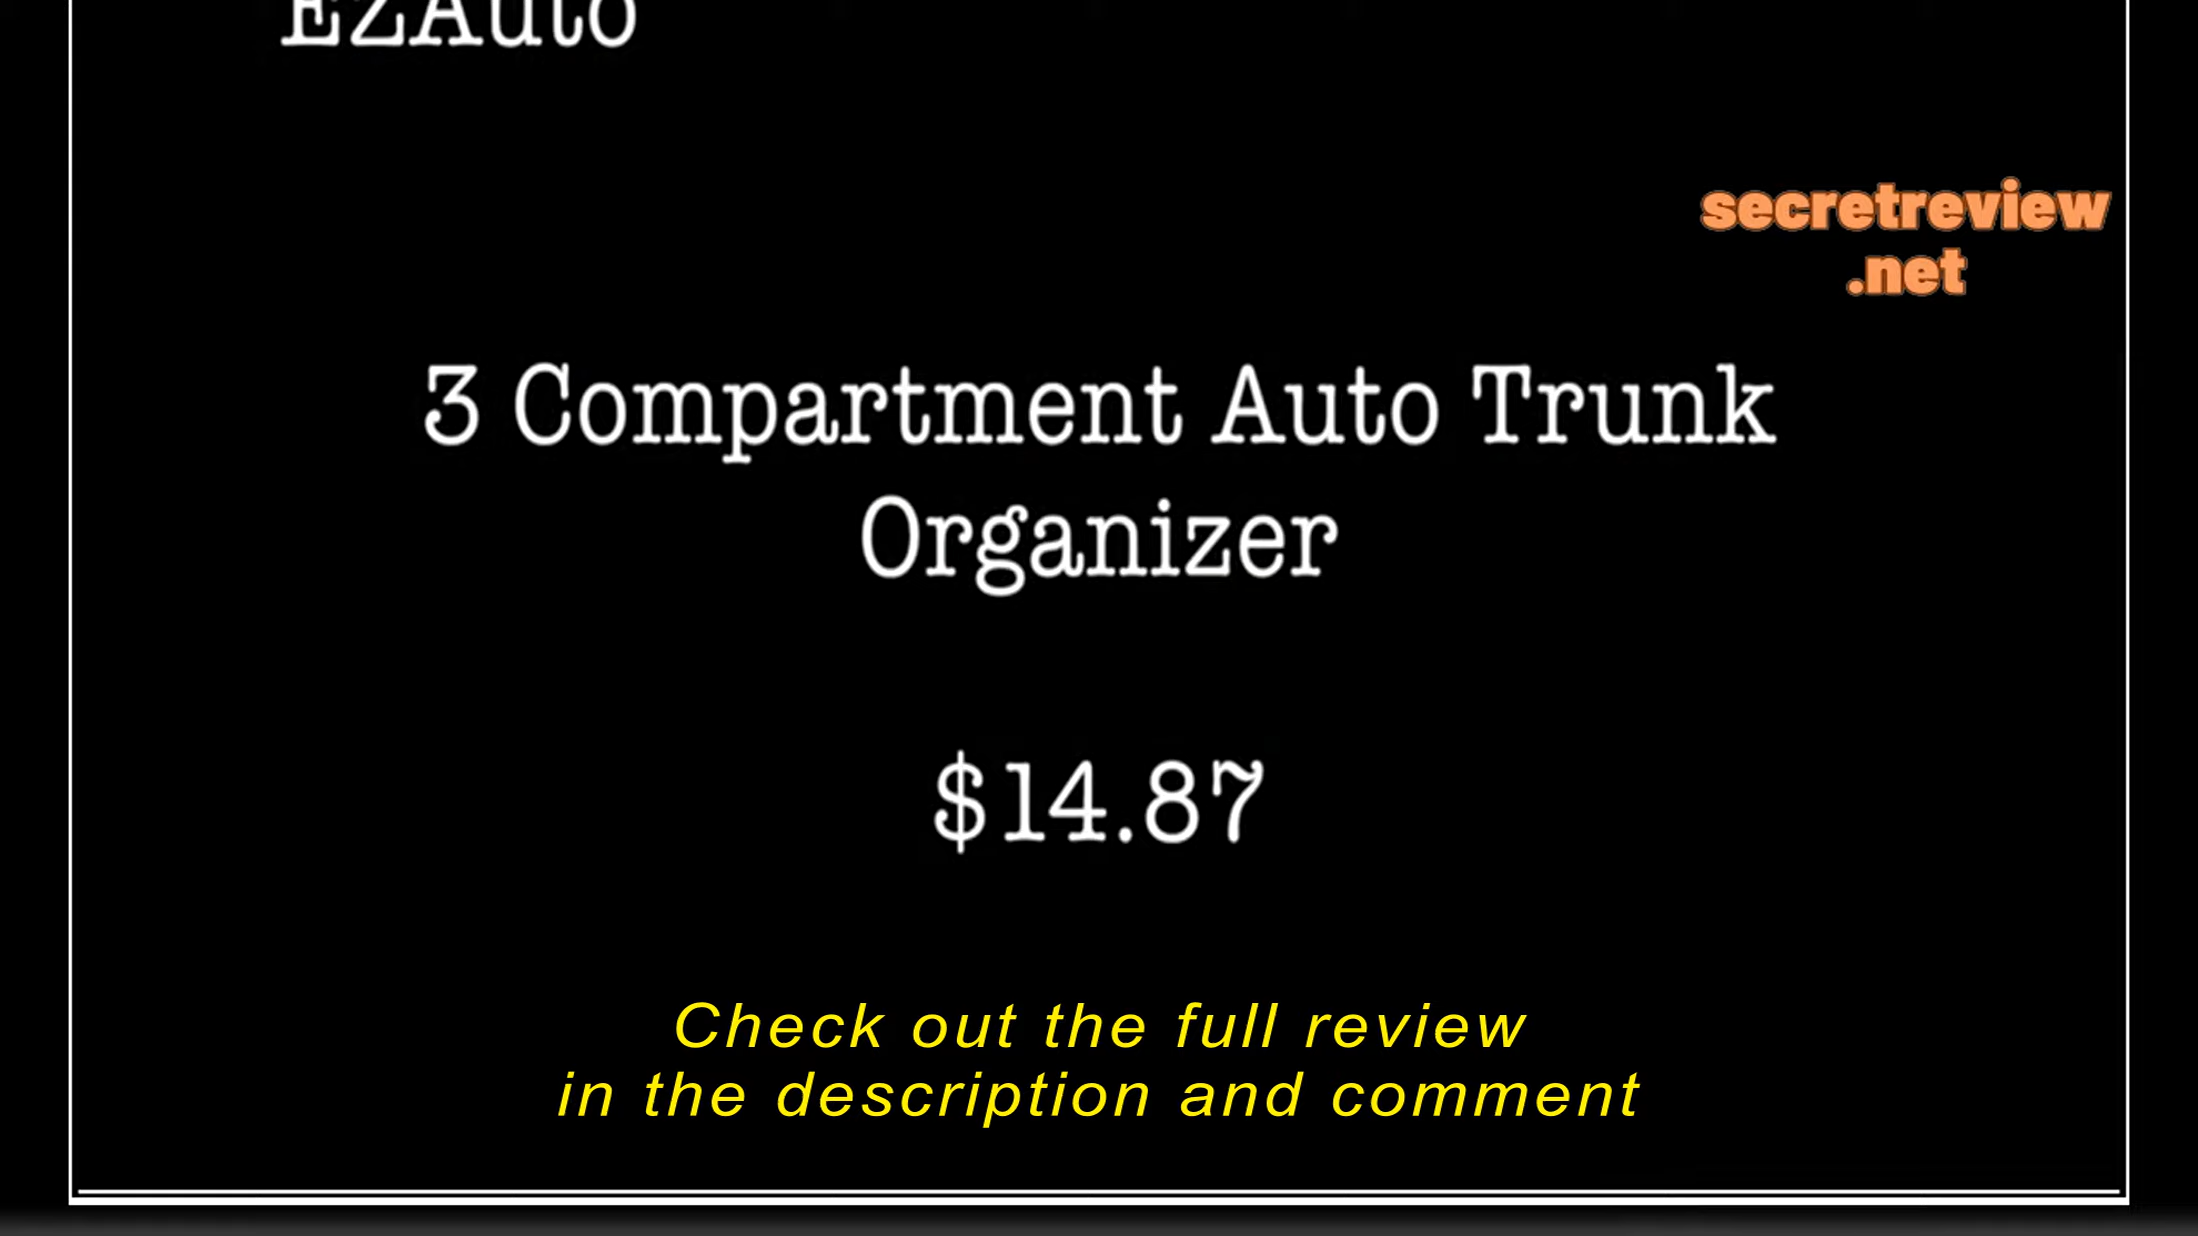 EZAuto
secretreview
.net
3 Compartment Auto Trunk
Organizer
$14.87
Check out the full review
in the description and comment